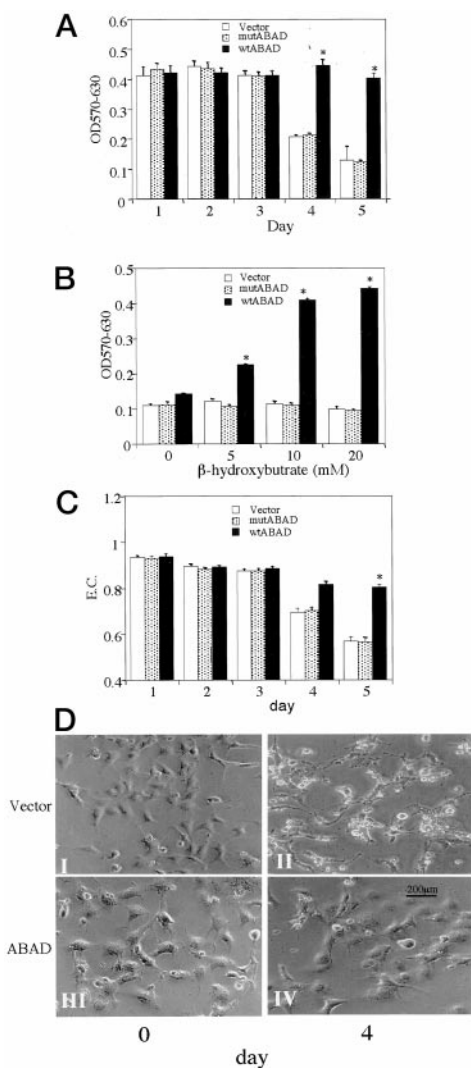 A
Vector
mutABAD
wtABAD
0.5
0.4
0.3
0.2
0.1
0
OD570-630
*
*
1 2 3 4 5
Day
B
Vector
mutABAD
wtABAD
0.5
0.4
0.3
0.2
0.1
0
OD570-630
*
*
*
0 5 10 20
β-hydroxybutrate (mM)
C
Vector
mutABAD
wtABAD
1.2
1
0.8
0.6
0.4
E.C.
*
1 2 3 4 5
day
D
Vector
I
II
ABAD
III
IV
200μm
0 4
day